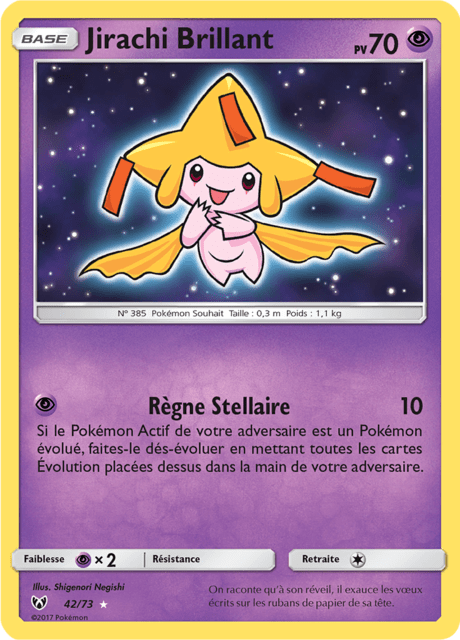 BASE Jirachi Brillant PV 70
N° 385 Pokémon Souhait Taille : 0,3 m Poids : 1,1 kg
Règne Stellaire 10
Si le Pokémon Actif de votre adversaire est un Pokémon
évolué, faites-le dés-évoluer en mettant toutes les cartes
Évolution placées dessus dans la main de votre adversaire.
Faiblesse ×2 Résistance Retraite
Illus. Shigenori Negishi
42/73
©2017 Pokémon
On raconte qu'à son réveil, il exauce les vœux
écrits sur les rubans de papier de sa tête.